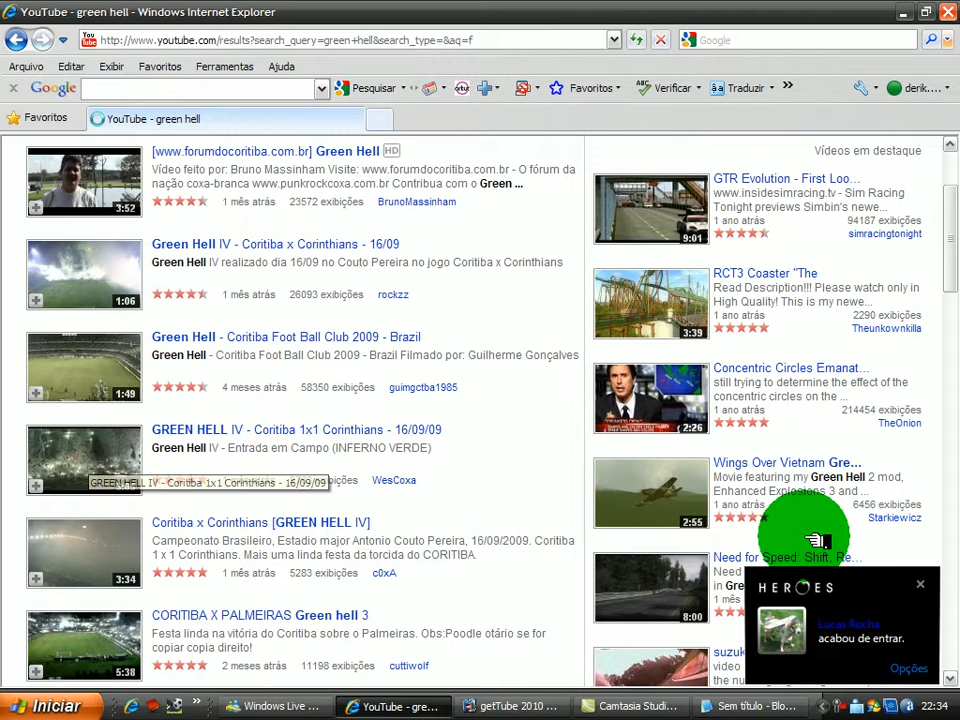 YouTube - green hell - Windows Internet Explorer
http://www.youtube.com/results?search_query=green+hell&search_type=&aq=f
Google
Arquivo Editar Exibir Favoritos Ferramentas Ajuda
Google Pesquisar orkut Favoritos Verificar Traduzir derik....
Favoritos YouTube - green hell
[www.forumdocoritiba.com.br] Green Hell HD
Vídeo feito por: Bruno Massinham Visite: www.forumdocoritiba.com.br - O fórum da
nação coxa-branca www.punkrockcoxa.com.br Contribua com o Green ...
3:52
1 mês atrás 23572 exibições BrunoMassinham
Green Hell IV - Coritiba x Corinthians - 16/09
Green Hell IV realizado dia 16/09 no Couto Pereira no jogo Coritiba x Corinthians
1:06
1 mês atrás 26093 exibições rockzz
Green Hell - Coritiba Foot Ball Club 2009 - Brazil
Green Hell - Coritiba Foot Ball Club 2009 - Brazil Filmado por: Guilherme Gonçalves
1:49
4 meses atrás 58350 exibições guimgctba1985
GREEN HELL IV - Coritiba 1x1 Corinthians - 16/09/09
Green Hell IV - Entrada em Campo (INFERNO VERDE)
GREEN HELL IV - Coritiba 1x1 Corinthians - 16/09/09
bições WesCoxa
Coritiba x Corinthians [GREEN HELL IV]
Campeonato Brasileiro, Estadio major Antonio Couto Pereira, 16/09/2009. Coritiba
1 x 1 Corinthians. Mais uma linda festa da torcida do CORITIBA.
3:34
1 mês atrás 5283 exibições c0xA
CORITIBA X PALMEIRAS Green hell 3
Festa linda na vitória do Coritiba sobre o Palmeiras. Obs:Poodle otário se for
copiar copia direito!
5:38
2 meses atrás 11198 exibições cuttiwolf
Vídeos em destaque
GTR Evolution - First Loo...
www.insidesimracing.tv - Sim Racing
Tonight previews Simbin's newe...
1 ano atrás 94187 exibições
9:01
simracingtonight
RCT3 Coaster "The
Read Description!!! Please watch only in
High Quality! This is my newe...
1 ano atrás 2290 exibições
3:39
Theunkownkilla
Concentric Circles Emanat...
still trying to determine the effect of the
concentric circles on the ...
1 ano atrás 214454 exibições
2:26
TheOnion
Wings Over Vietnam Gre...
Movie featuring my Green Hell 2 mod,
Enhanced Explosions 3 and ...
1 ano atrás 6456 exibições
2:55
Starkiewicz
Need for Speed: Shift, Re...
Need
in Gre
1 mês
8:00
suzuk
video
the nu
HEROES
Lucas Rocha
acabou de entrar.
Opções
Iniciar Windows Live ... YouTube - gre... getTube 2010 ... Camtasia Studi... Sem título - Blo... 22:34